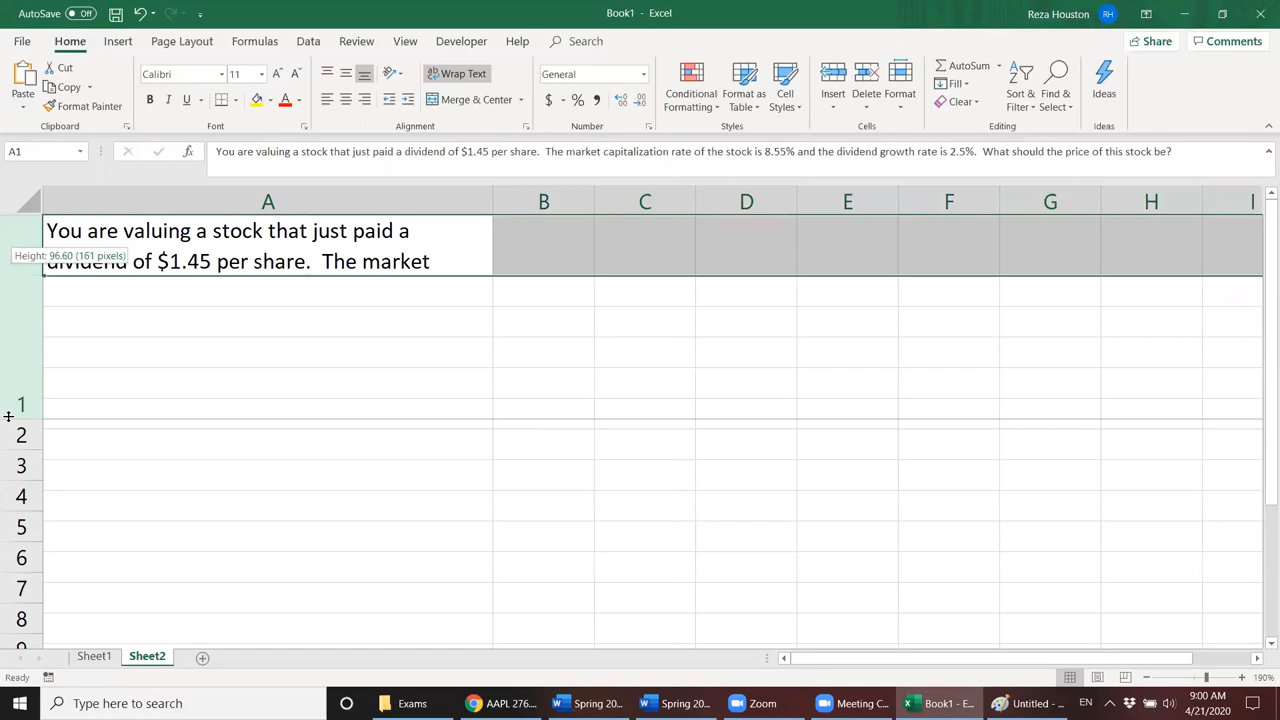 AutoSave Off
Book1 - Excel
Reza Houston RH
File Home Insert Page Layout Formulas Data Review View Developer Help Search Share Comments
Paste Cut Copy Format Painter
Calibri 11
B I U A
Wrap Text
Merge & Center
General
$ % ,
Conditional Formatting
Format as Table
Cell Styles
Insert Delete Format
AutoSum
Fill
Clear
Sort & Filter
Find & Select
Ideas
Clipboard Font Alignment Number Styles Cells Editing Ideas
A1 fx You are valuing a stock that just paid a dividend of $1.45 per share. The market capitalization rate of the stock is 8.55% and the dividend growth rate is 2.5%. What should the price of this stock be?
A B C D E F G H I
You are valuing a stock that just paid a
Height: 96.60 (161 pixels)
dividend of $1.45 per share. The market
1
2
3
4
5
6
7
8
9
Sheet1 Sheet2
Ready 190%
Type here to search Exams AAPL 276.... Spring 20... Spring 20... Zoom Meeting C... Book1 - E... Untitled - ... EN 9:00 AM
4/21/2020